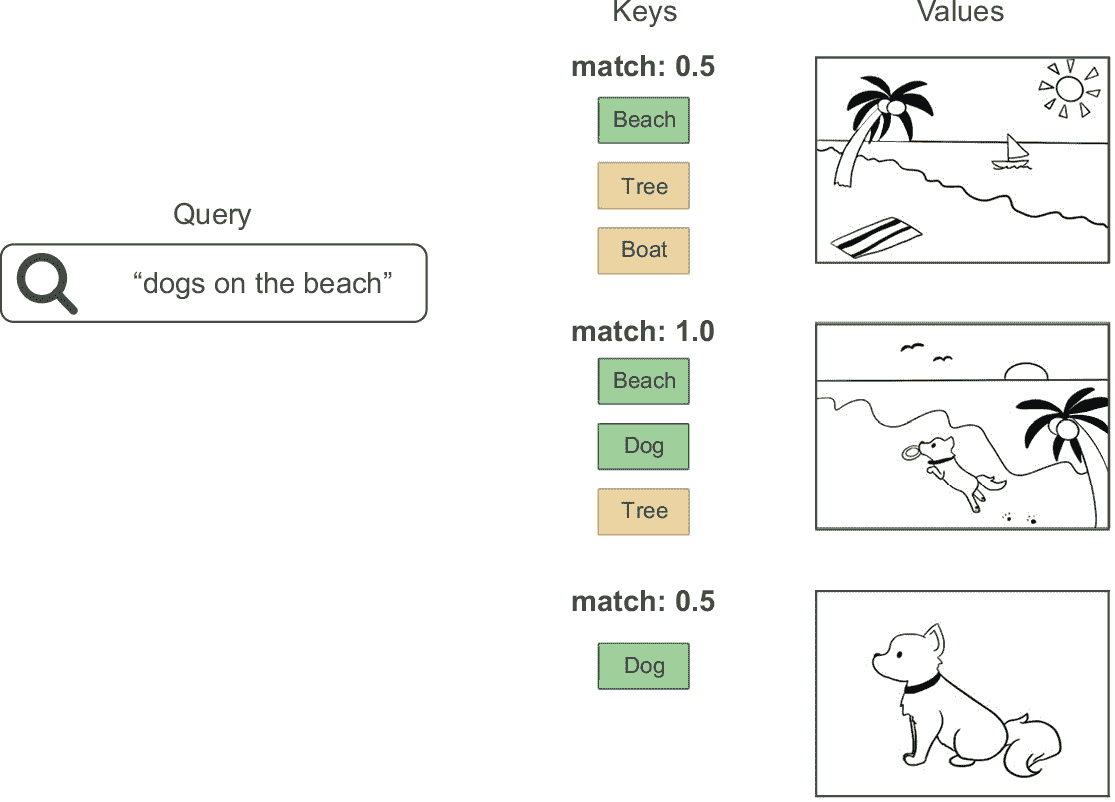 Keys
Values
match: 0.5
Beach
Tree
Boat
Query
“dogs on the beach”
match: 1.0
Beach
Dog
Tree
match: 0.5
Dog